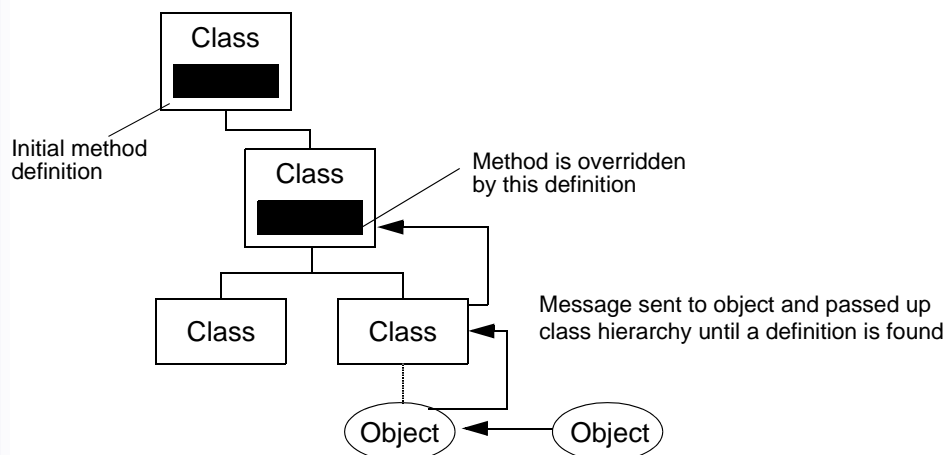 Class
Initial method
definition
Class
Method is overridden
by this definition
Class
Class
Message sent to object and passed up
class hierarchy until a definition is found
Object
Object